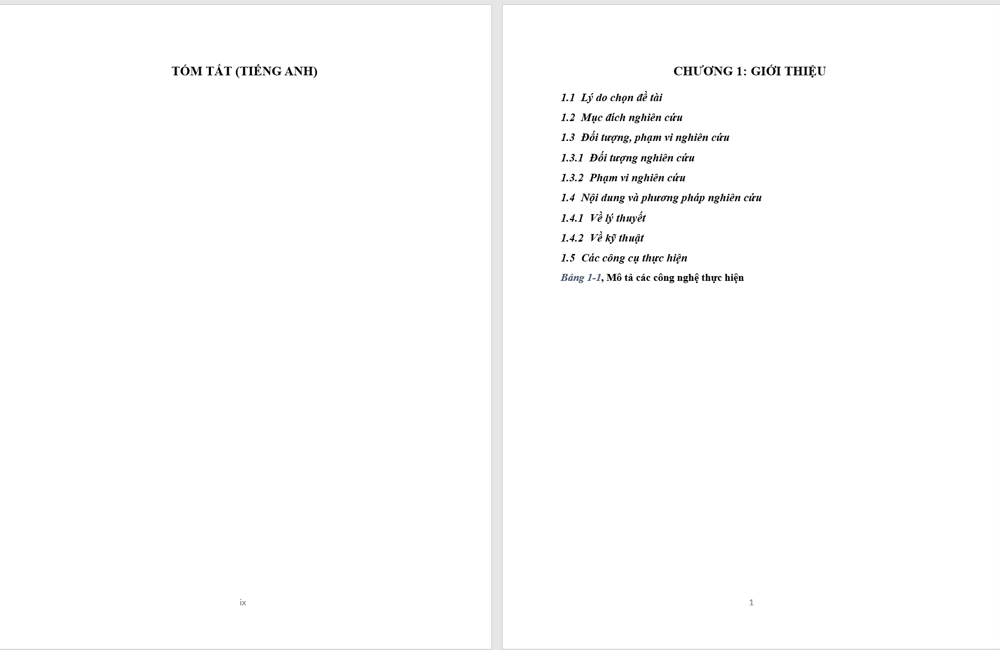 TÓM TẮT (TIẾNG ANH)
ix
CHƯƠNG 1: GIỚI THIỆU
1.1 Lý do chọn đề tài
1.2 Mục đích nghiên cứu
1.3 Đối tượng, phạm vi nghiên cứu
1.3.1 Đối tượng nghiên cứu
1.3.2 Phạm vi nghiên cứu
1.4 Nội dung và phương pháp nghiên cứu
1.4.1 Về lý thuyết
1.4.2 Về kỹ thuật
1.5 Các công cụ thực hiện
Bảng 1-1, Mô tả các công nghệ thực hiện
1